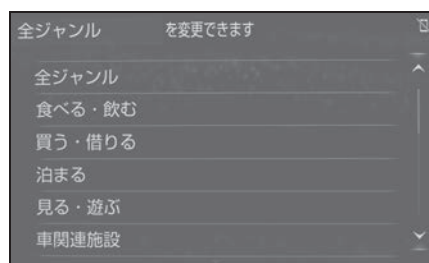 全ジャンル を変更できます
全ジャンル
食べる・飲む
買う・借りる
泊まる
見る・遊ぶ
車関連施設